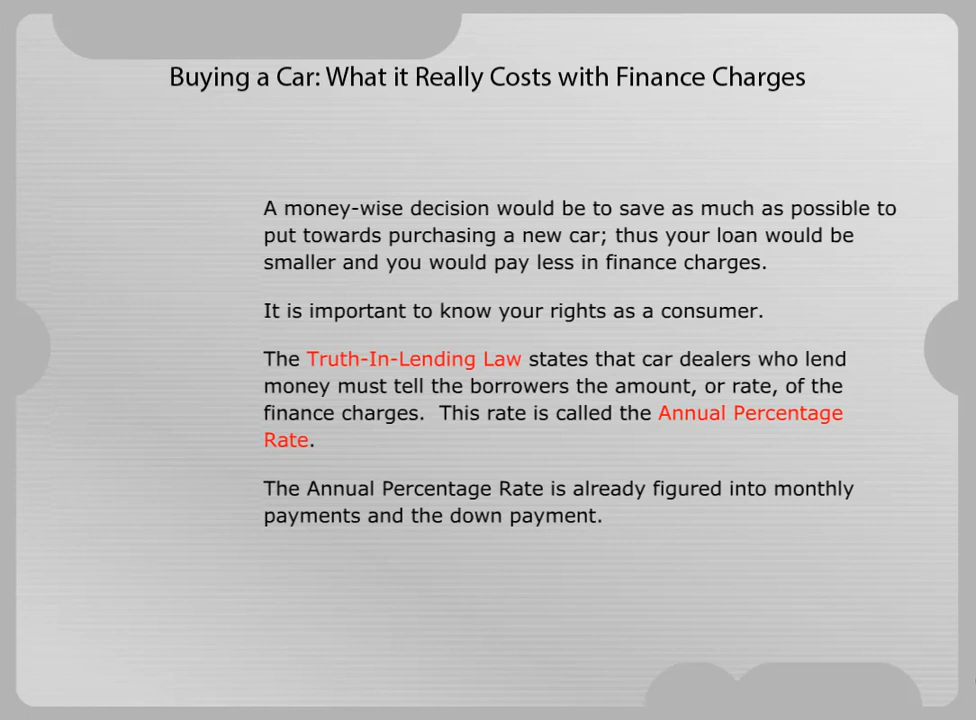 Buying a Car: What it Really Costs with Finance Charges
A money-wise decision would be to save as much as possible to
put towards purchasing a new car; thus your loan would be
smaller and you would pay less in finance charges.
It is important to know your rights as a consumer.
The Truth-In-Lending Law states that car dealers who lend
money must tell the borrowers the amount, or rate, of the
finance charges.  This rate is called the Annual Percentage
Rate.
The Annual Percentage Rate is already figured into monthly
payments and the down payment.